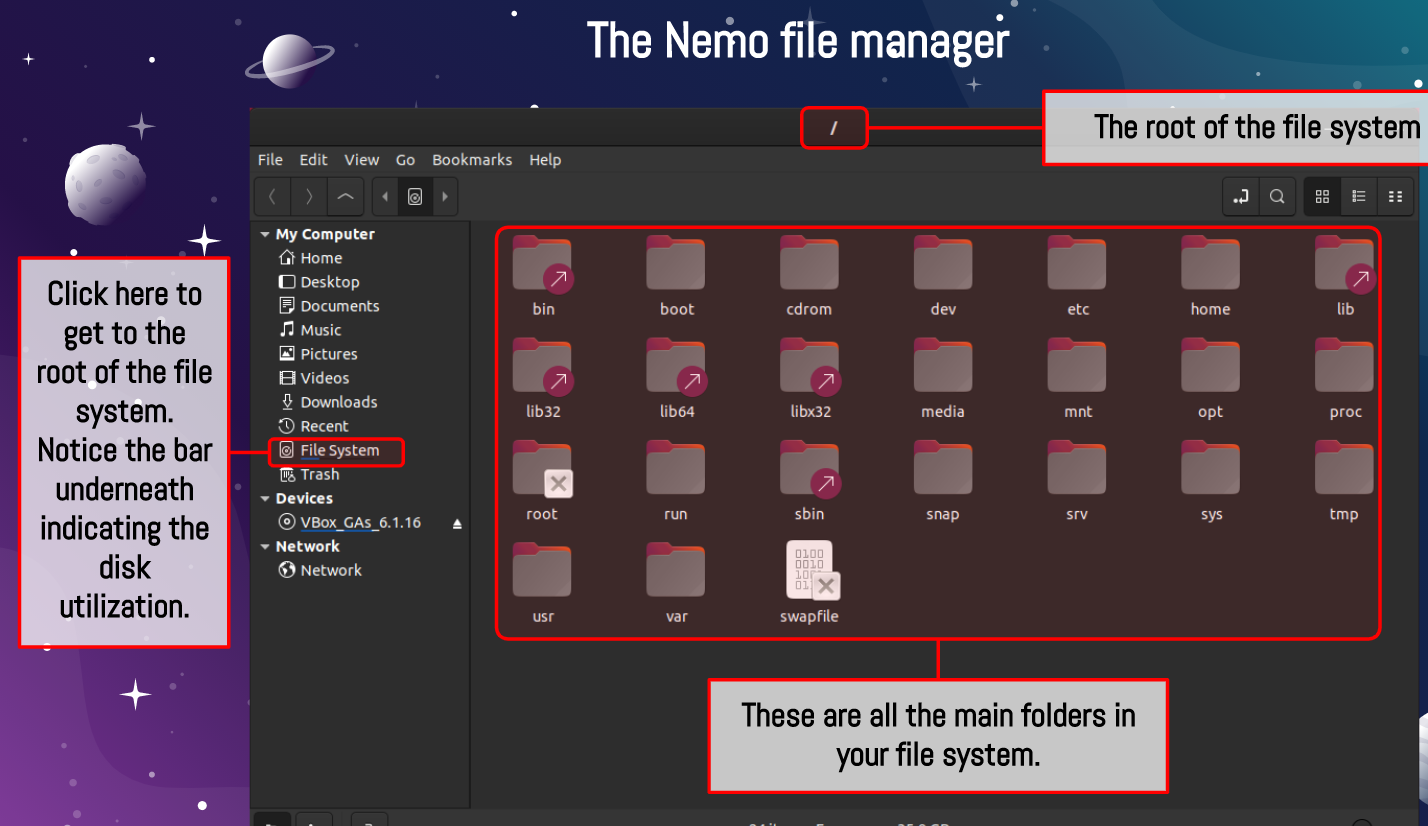 The Nemo file manager
/
The root of the file system
File Edit View Go Bookmarks Help
Click here to
get to the
root of the file
system.
Notice the bar
underneath
indicating the
disk
utilization.
My Computer
Home
Desktop
Documents
Music
Pictures
Videos
Downloads
Recent
File System
Trash
Devices
VBox_GAs_6.1.16
Network
Network
bin boot cdrom dev etc home lib
lib32 lib64 libx32 media mnt opt proc
root run sbin snap srv sys tmp
usr var swapfile
These are all the main folders in
your file system.